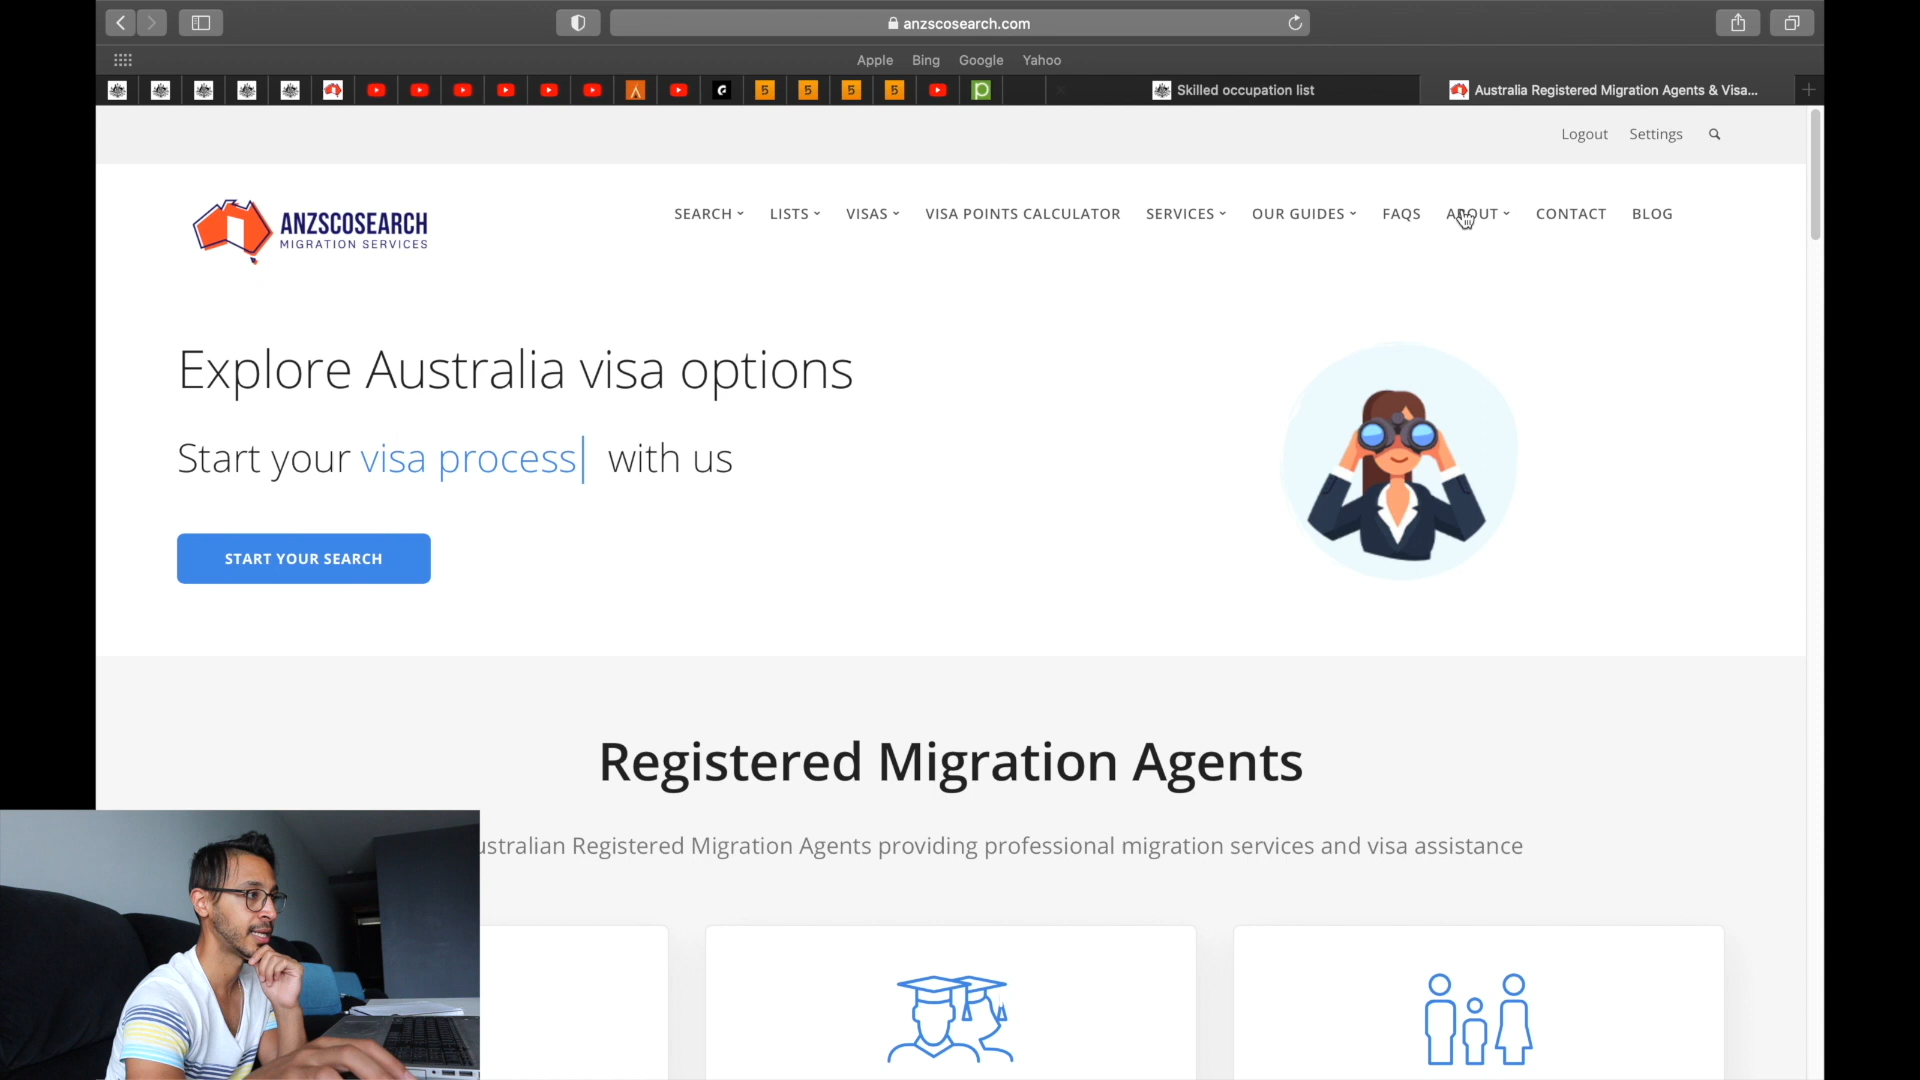 anzscosearch.com
Apple Bing Google Yahoo
Skilled occupation list
Australia Registered Migration Agents & Visa...
Logout Settings
ANZSCOSEARCH
MIGRATION SERVICES
SEARCH LISTS VISAS VISA POINTS CALCULATOR SERVICES OUR GUIDES FAQS ABOUT CONTACT BLOG
Explore Australia visa options
Start your visa process| with us
START YOUR SEARCH
Registered Migration Agents
ustralian Registered Migration Agents providing professional migration services and visa assistance